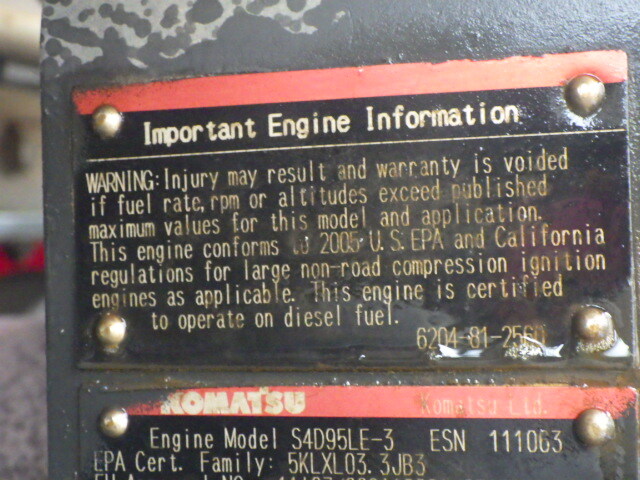 Important Engine Information
WARNING: Injury may result and warranty is voided
if fuel rate, rpm or altitudes exceed published
maximum values for this model and application.
This engine conforms to 2005 U.S. EPA and California
regulations for large non-road compression ignition
engines as applicable. This engine is certified
to operate on diesel fuel.
6204-81-2560
KOMATSU Komatsu Ltd.
Engine Model S4D95LE-3 ESN 111063
EPA Cert. Family: 5KLXL03.3JB3